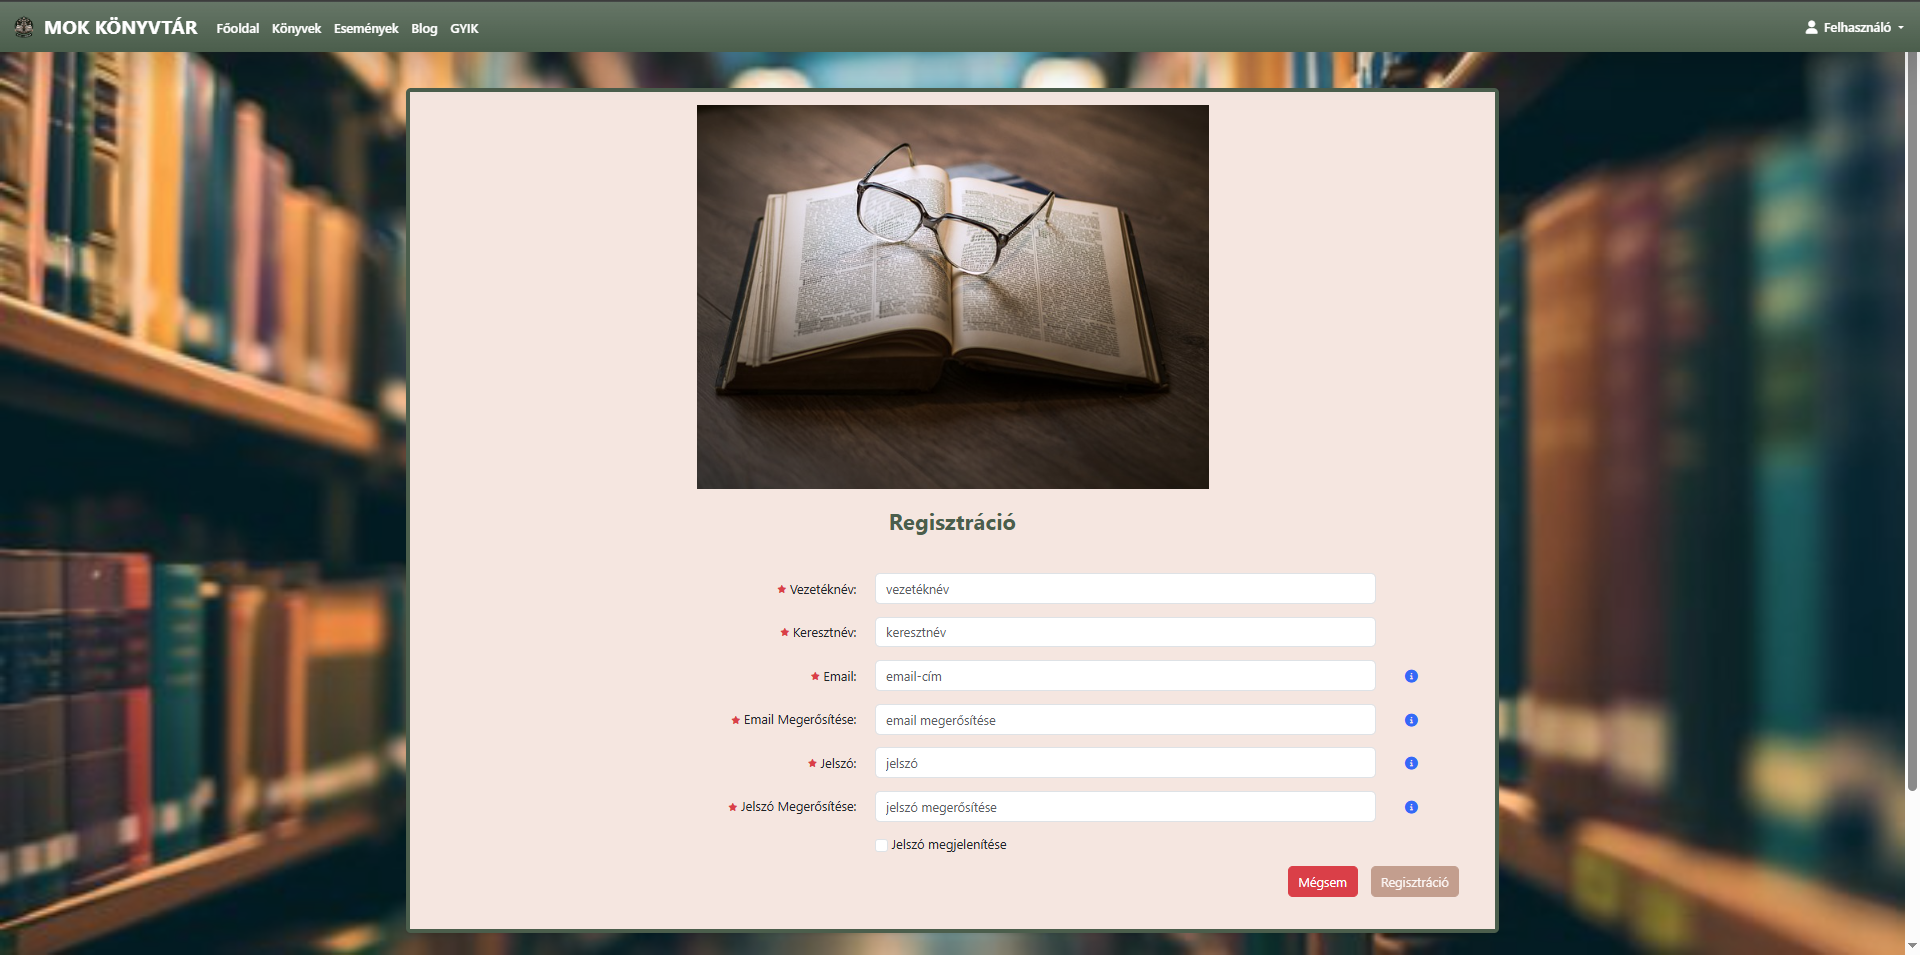 MOK KÖNYVTÁR Főoldal Könyvek Események Blog GYIK Felhasználó
Regisztráció
Vezetéknév: vezetéknév
Keresztnév: keresztnév
Email: email-cím
Email Megerősítése: email megerősítése
Jelszó: jelszó
Jelszó Megerősítése: jelszó megerősítése
Jelszó megjelenítése
Mégsem Regisztráció